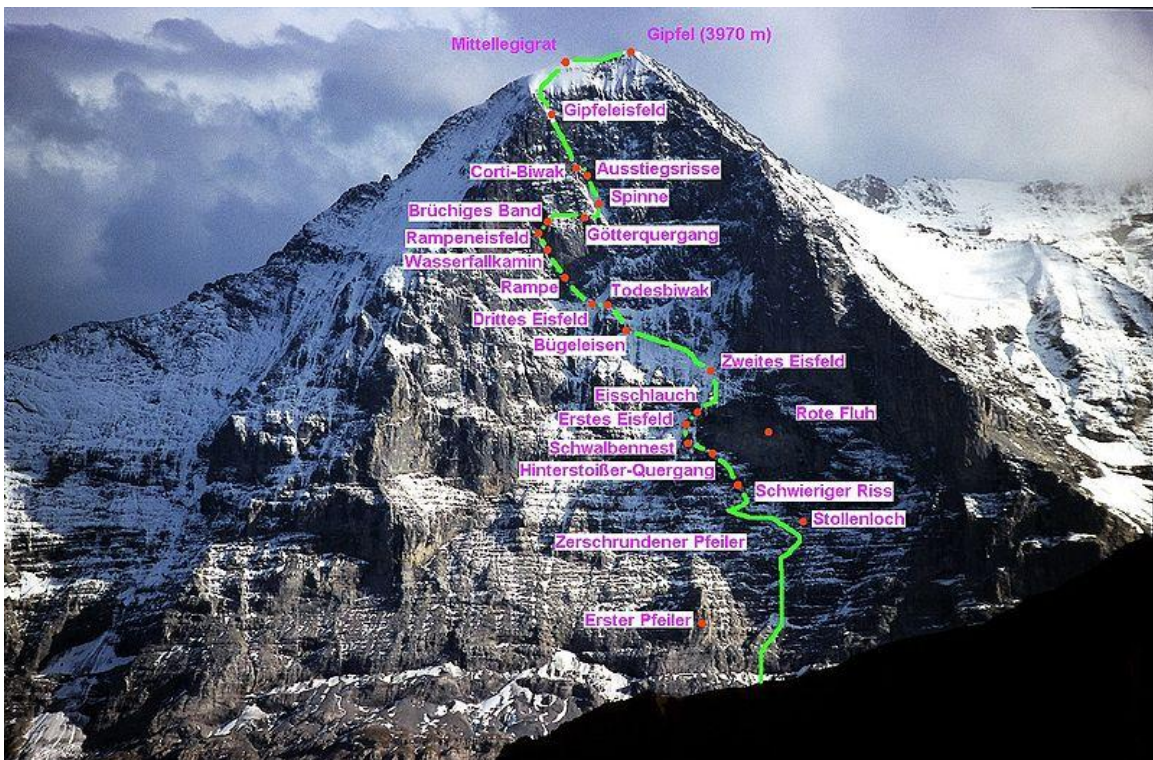 Gipfel (3970 m)
Mittellegigrat
Gipfeleisfeld
Corti-Biwak
Ausstiegsrisse
Spinne
Brüchiges Band
Götterquergang
Rampeneisfeld
Wasserfallkamin
Rampe
Todesbiwak
Drittes Eisfeld
Bügeleisen
Zweites Eisfeld
Eisschlauch
Rote Fluh
Erstes Eisfeld
Schwalbennest
Hinterstoißer-Quergang
Schwieriger Riss
Stollenloch
Zerschrundener Pfeiler
Erster Pfeiler